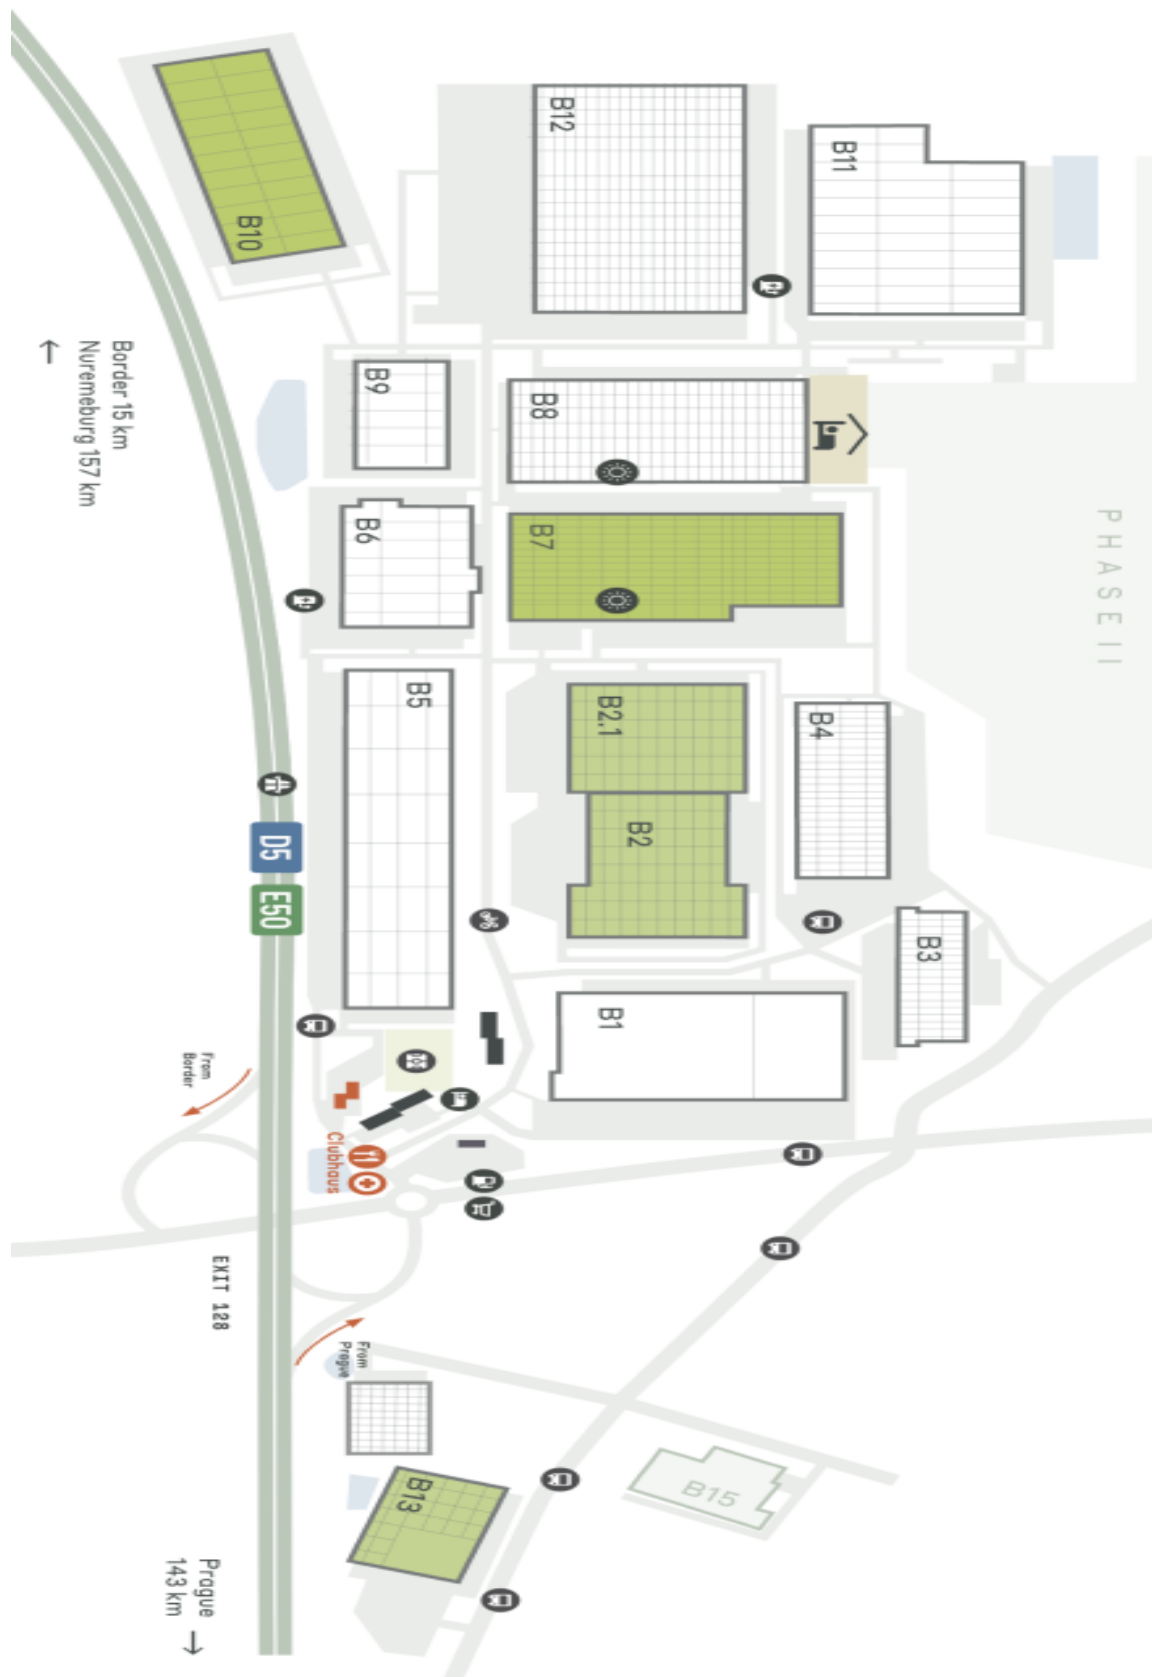 B10
B12
B11
Border 15 km
Nuremeburg 157 km
B9
B8
PHASE II
B6
B7
B5
B2.1
B4
B2
D5
E50
B3
B1
From
Border
Clubhaus
EXIT 128
From
Prague
B15
B13
Prague
143 km